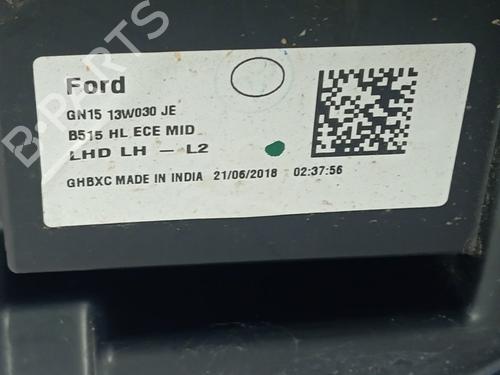 Ford
GN15 13W030 JE
B515 HL ECE MID
LHD LH - L2
GHBXC MADE IN INDIA 21/06/2018 02:37:56
B-PARTS